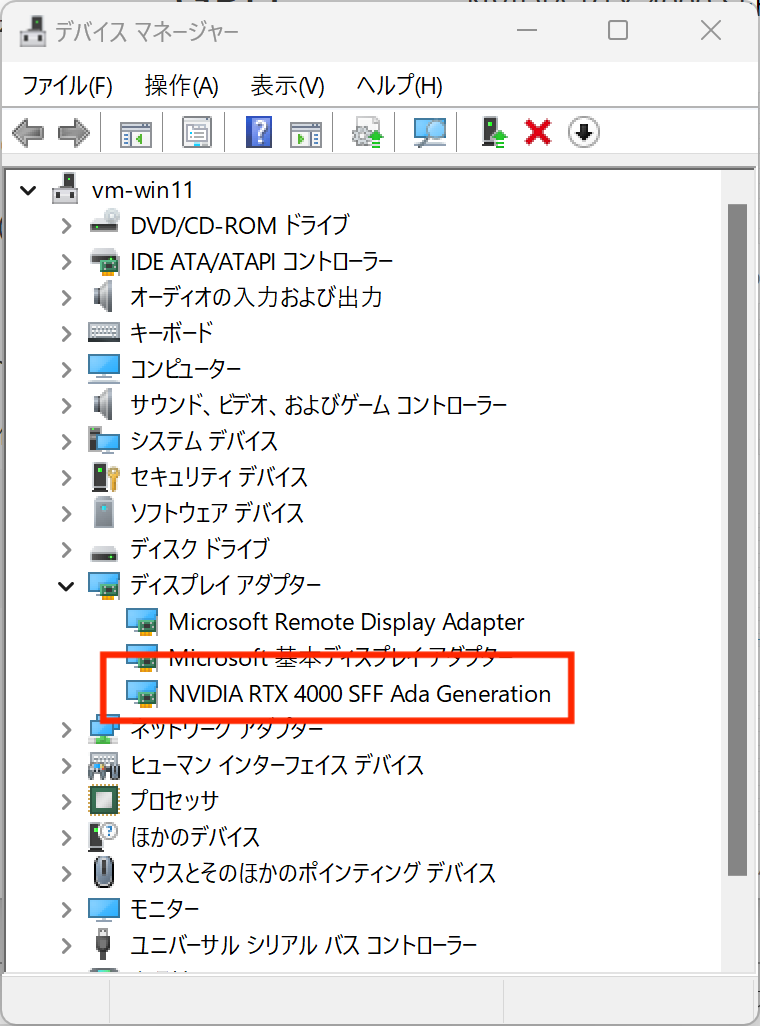 デバイス マネージャー
ファイル(F) 操作(A) 表示(V) ヘルプ(H)
vm-win11
DVD/CD-ROM ドライブ
IDE ATA/ATAPI コントローラー
オーディオの入力および出力
キーボード
コンピューター
サウンド、ビデオ、およびゲーム コントローラー
システム デバイス
セキュリティ デバイス
ソフトウェア デバイス
ディスク ドライブ
ディスプレイ アダプター
Microsoft Remote Display Adapter
Microsoft 基本ディスプレイ アダプター
NVIDIA RTX 4000 SFF Ada Generation
ネットワーク アダプター
ヒューマン インターフェイス デバイス
プロセッサ
ほかのデバイス
マウスとそのほかのポインティング デバイス
モニター
ユニバーサル シリアル バス コントローラー